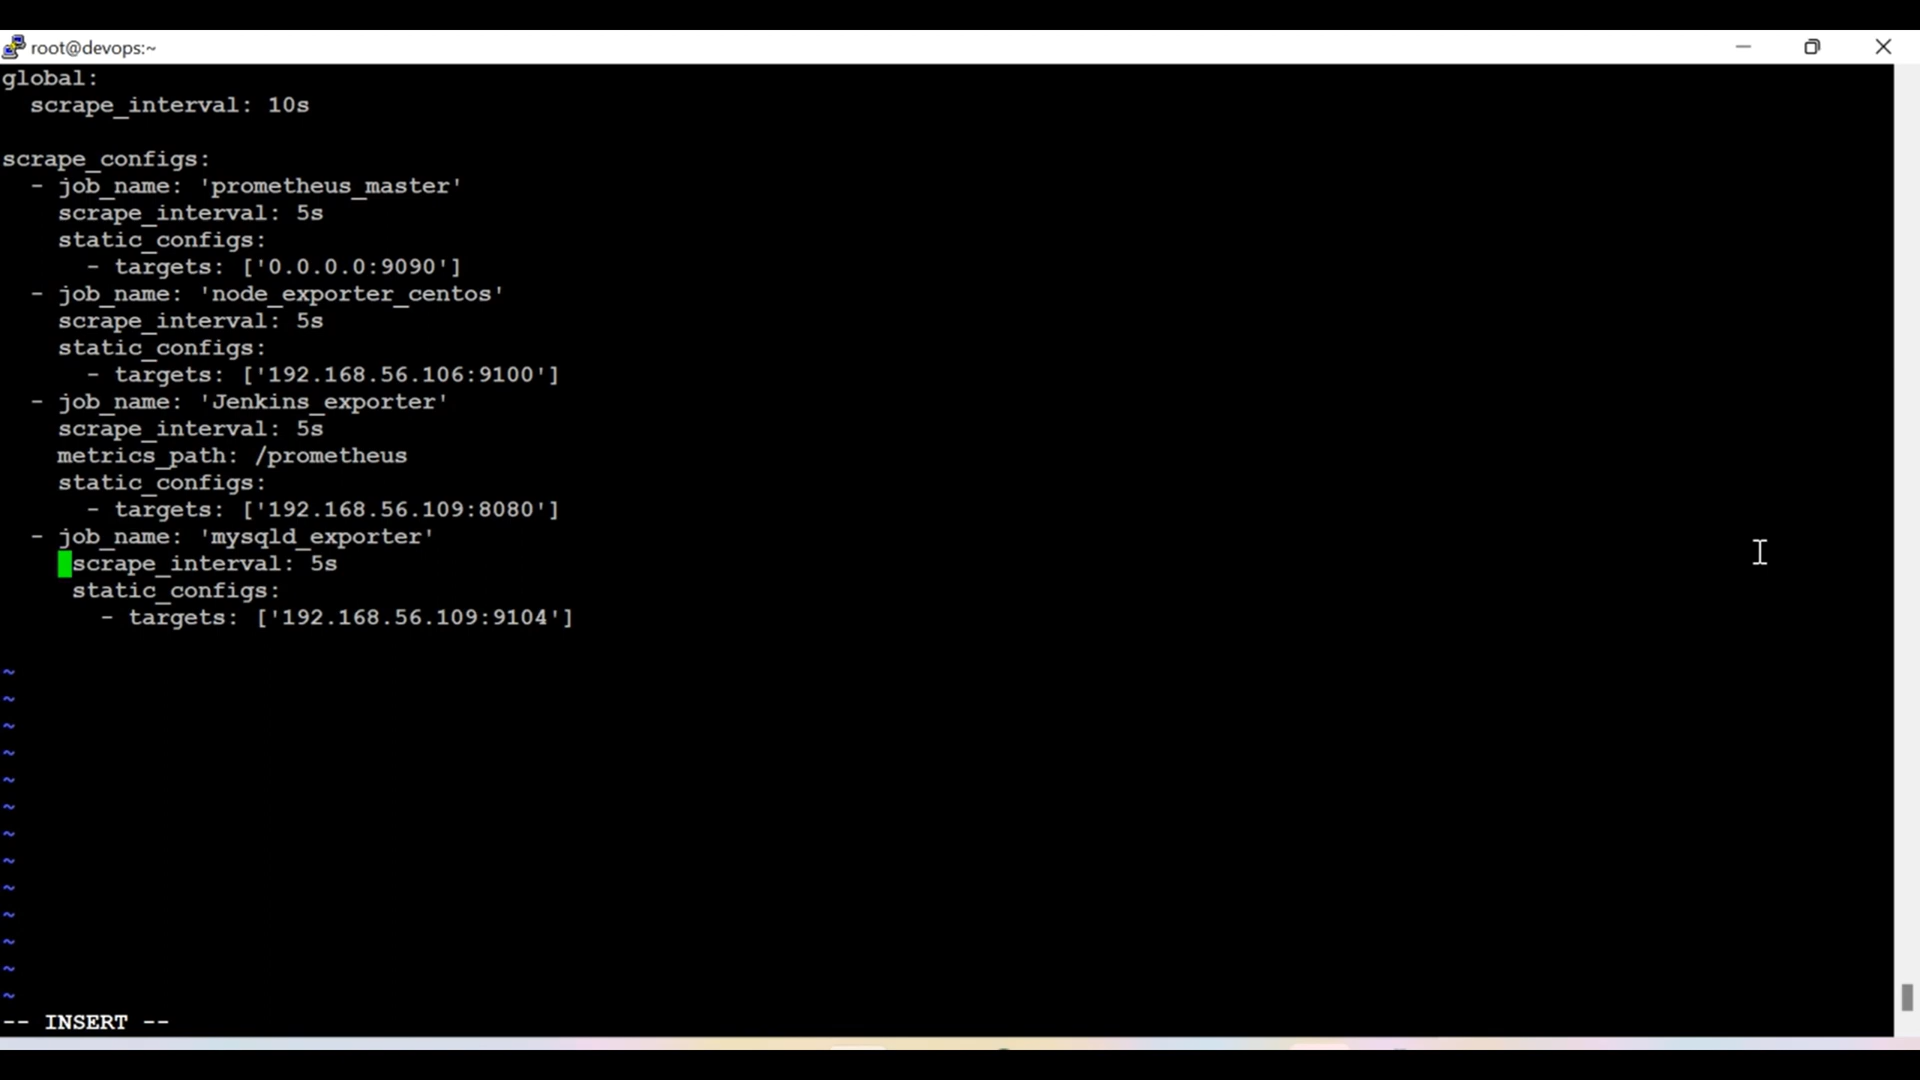 root@devops:~
global:
  scrape_interval: 10s

scrape_configs:
  - job_name: 'prometheus_master'
    scrape_interval: 5s
    static_configs:
      - targets: ['0.0.0.0:9090']
  - job_name: 'node_exporter_centos'
    scrape_interval: 5s
    static_configs:
      - targets: ['192.168.56.106:9100']
  - job_name: 'Jenkins_exporter'
    scrape_interval: 5s
    metrics_path: /prometheus
    static_configs:
      - targets: ['192.168.56.109:8080']
  - job_name: 'mysqld_exporter'
     scrape_interval: 5s
     static_configs:
       - targets: ['192.168.56.109:9104']

~
~
~
~
~
~
~
~
~
~
~
~
~
-- INSERT --